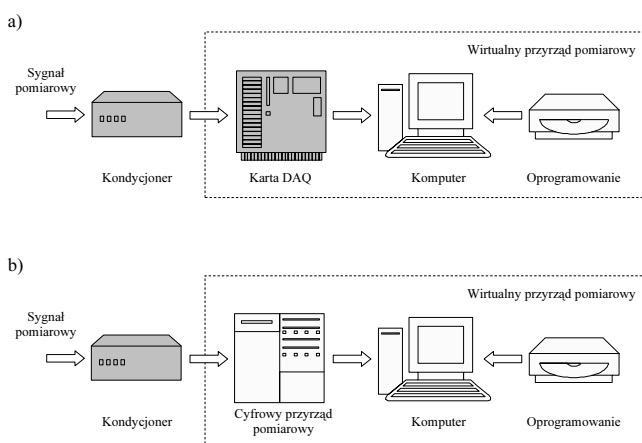 a)
Wirtualny przyrząd pomiarowy
Sygnał
pomiarowy
Kondycjoner
Karta DAQ
Komputer
Oprogramowanie
b)
Wirtualny przyrząd pomiarowy
Sygnał
pomiarowy
Kondycjoner
Cyfrowy przyrząd
pomiarowy
Komputer
Oprogramowanie